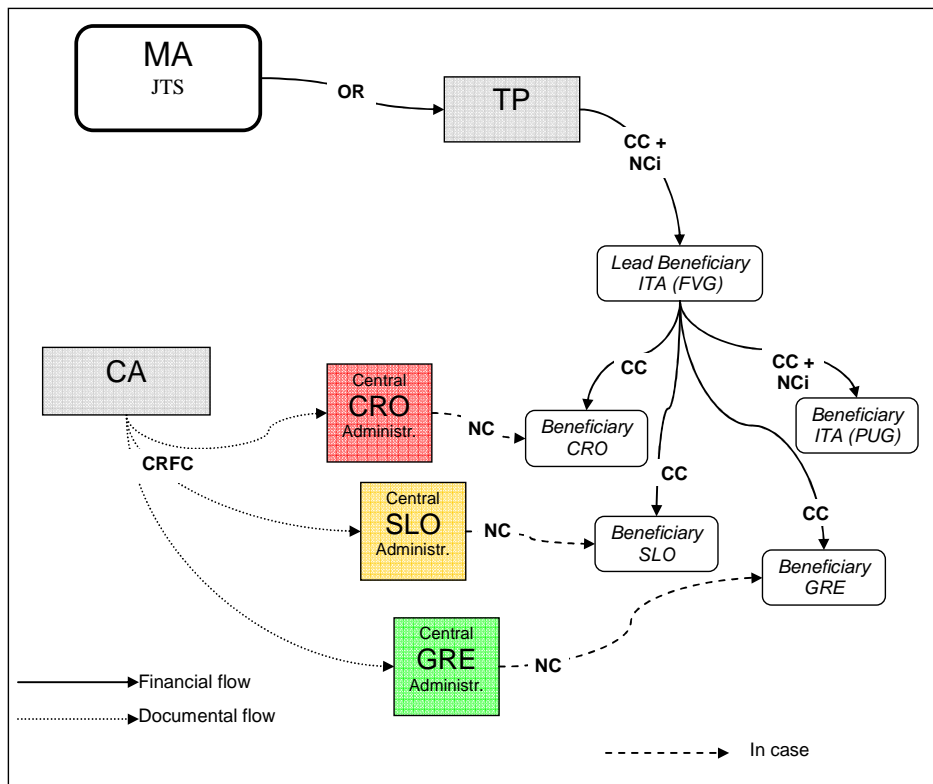 MA
JTS
OR
TP
CC +
NCi
Lead Beneficiary
ITA (FVG)
CA
CC
CC +
NCi
Central
CRO
Administr.
NC
Beneficiary
CRO
Beneficiary
ITA (PUG)
CRFC
CC
CC
Central
SLO
Administr.
NC
Beneficiary
SLO
Beneficiary
GRE
Central
GRE
Administr.
NC
Financial flow
Documental flow
In case